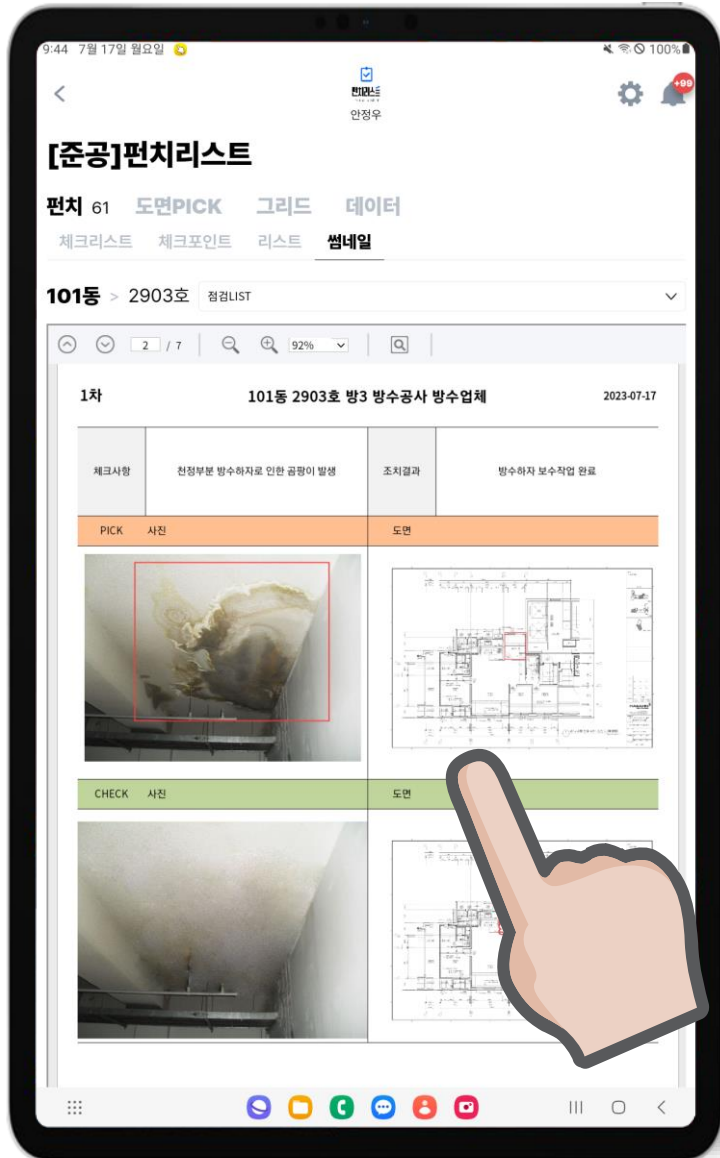 9:44 7월 17일 월요일 100%
펀치리스트
+99
안정우
[준공]펀치리스트
펀치 61 도면PICK 그리드 데이터
체크리스트 체크포인트 리스트 썸네일
101동 > 2903호 점검LIST
2 / 7 92%
1차 101동 2903호 방3 방수공사 방수업체 2023-07-17
체크사항 천정부분 방수하자로 인한 곰팡이 발생 조치결과 방수하자 보수작업 완료
PICK 사진 도면
CHECK 사진 도면